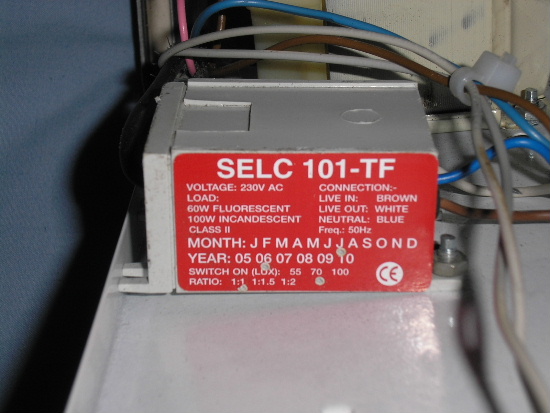 SELC 101-TF
VOLTAGE: 230V AC
LOAD:
60W FLUORESCENT
100W INCANDESCENT
CLASS II
CONNECTION:-
LIVE IN: BROWN
LIVE OUT: WHITE
NEUTRAL: BLUE
Freq.: 50Hz
MONTH: J F M A M J J A S O N D
YEAR: 05 06 07 08 09 10
SWITCH ON (LUX): 55 70 100
RATIO: 1:1 1:1.5 1:2
CE